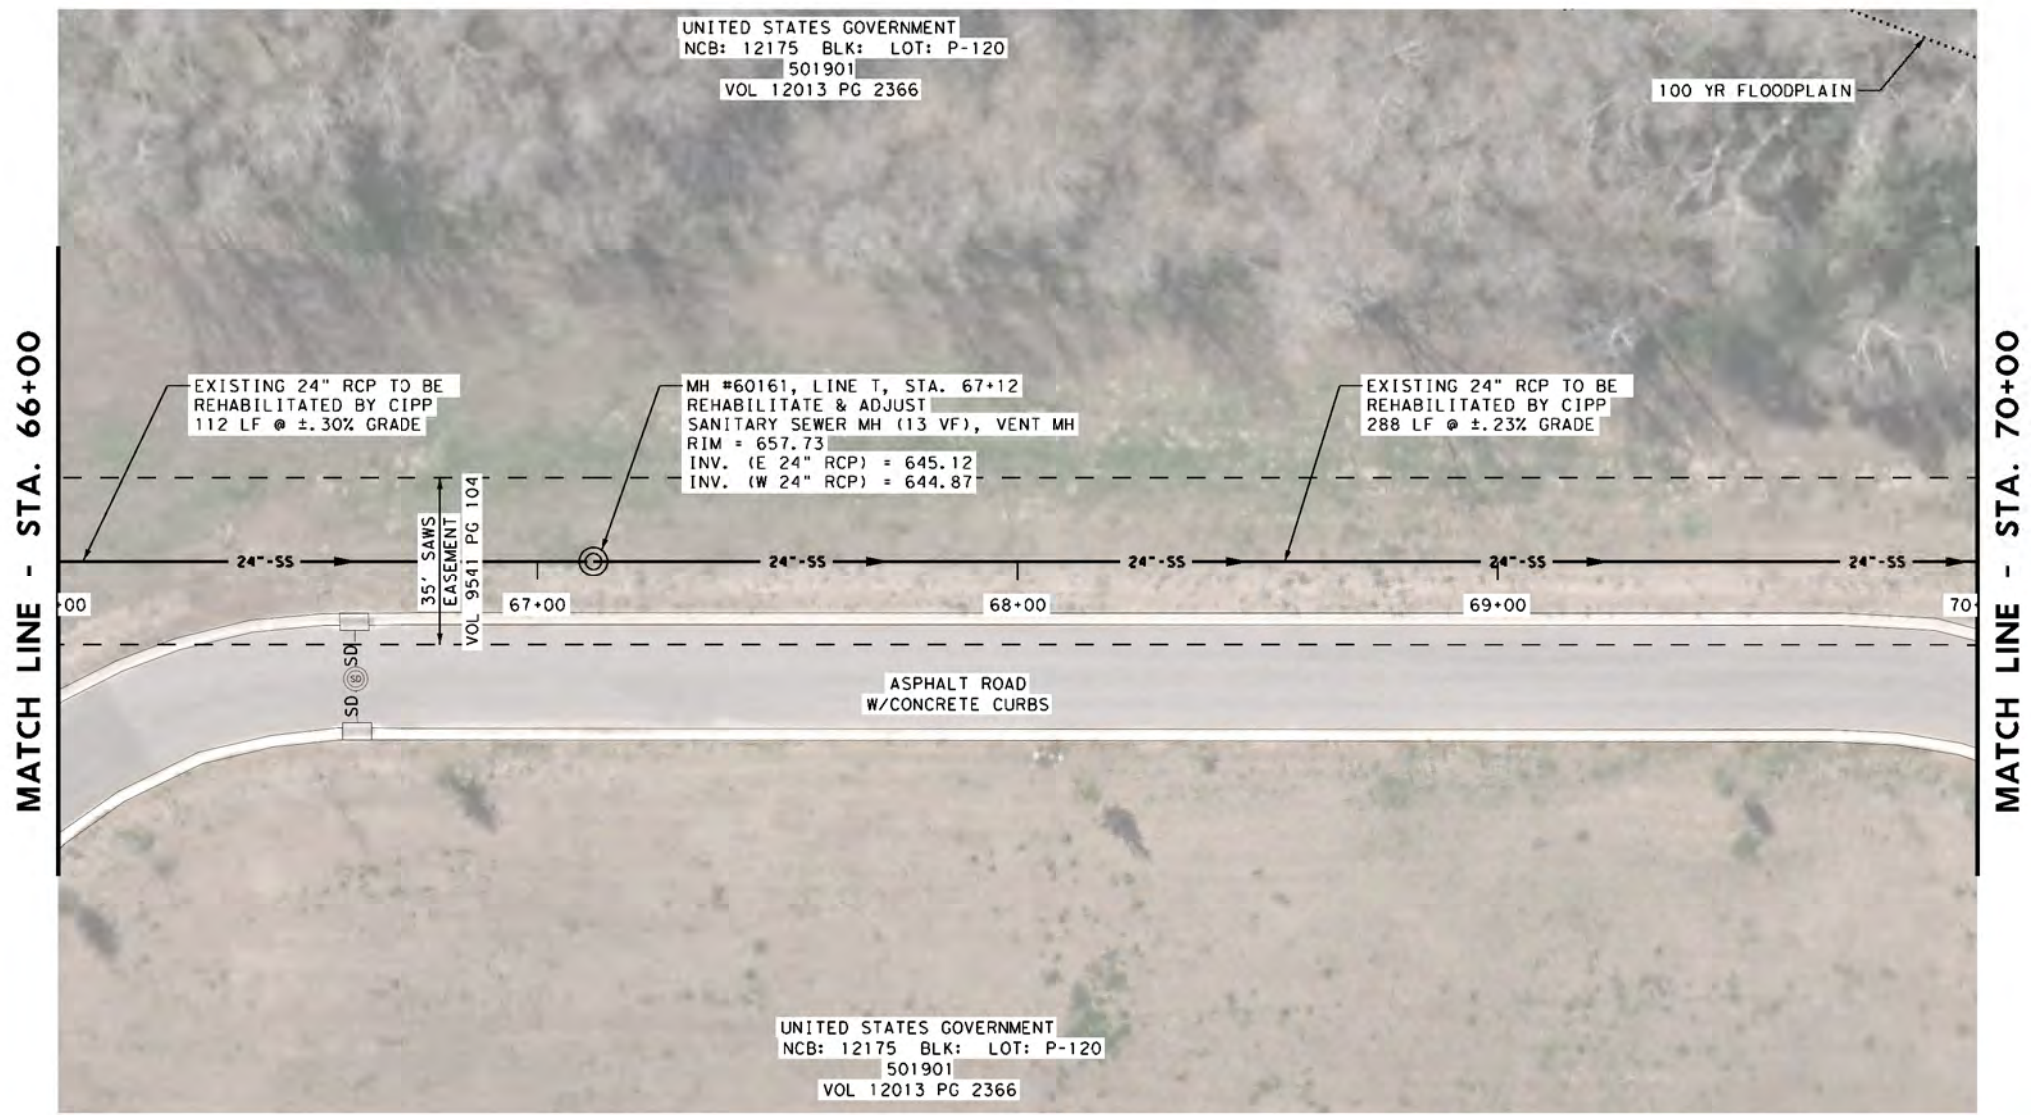 UNITED STATES GOVERNMENT
NCB: 12175 BLK: LOT: P-120
501901
VOL 12013 PG 2366
100 YR FLOODPLAIN
MATCH LINE - STA. 66+00
MATCH LINE - STA. 70+00
EXISTING 24" RCP TO BE
REHABILITATED BY CIPP
112 LF @ ±.30% GRADE
MH #60161, LINE T, STA. 67+12
REHABILITATE & ADJUST
SANITARY SEWER MH (13 VF), VENT MH
RIM = 657.73
INV. (E 24" RCP) = 645.12
INV. (W 24" RCP) = 644.87
EXISTING 24" RCP TO BE
REHABILITATED BY CIPP
288 LF @ ±.23% GRADE
35' SAWS
EASEMENT
VOL 9541 PG 104
24"-SS
24"-SS
24"-SS
24"-SS
24"-SS
+00
67+00
68+00
69+00
70+
SD
SD
SD
ASPHALT ROAD
W/CONCRETE CURBS
UNITED STATES GOVERNMENT
NCB: 12175 BLK: LOT: P-120
501901
VOL 12013 PG 2366